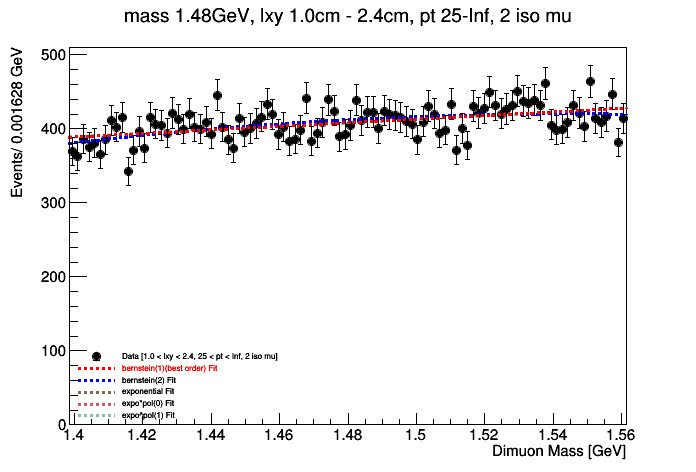 mass 1.48GeV, lxy 1.0cm - 2.4cm, pt 25-Inf, 2 iso mu
Events/ 0.001628 GeV
500
400
300
200
100
0
Data [1.0 < lxy < 2.4, 25 < pt < Inf, 2 iso mu]
bernstein(1)(best order) Fit
bernstein(2) Fit
exponential Fit
expo*pol(0) Fit
expo*pol(1) Fit
1.4 1.42 1.44 1.46 1.48 1.5 1.52 1.54 1.56
Dimuon Mass [GeV]